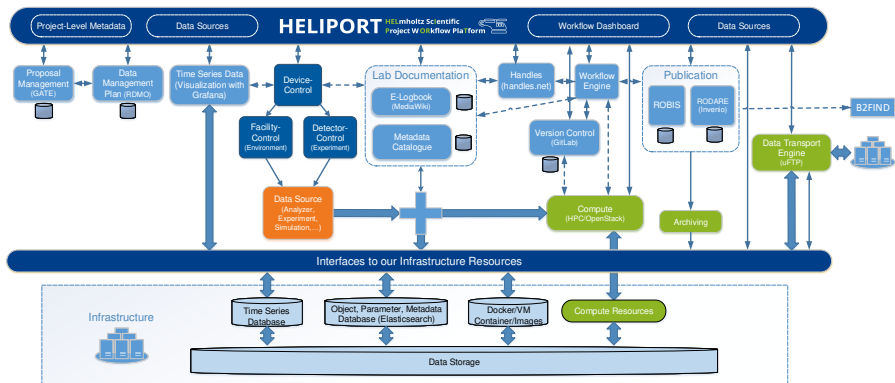 Project-Level Metadata
Data Sources
HELIPORT
HELmholtz ScIentific
Project WORkflow PlaTform
Workflow Dashboard
Data Sources
Proposal
Management
(GATE)
Data
Management
Plan (RDMO)
Time Series Data
(Visualization with
Grafana)
Device-
Control
Lab Documentation
E-Logbook
(MediaWiki)
Metadata
Catalogue
Handles
(handles.net)
Workflow
Engine
Publication
ROBIS
RODARE
(Invenio)
B2FIND
Facility-
Control
(Environment)
Detector-
Control
(Experiment)
Version Control
(GitLab)
Data Transport
Engine
(uFTP)
Data Source
(Analyzer,
Experiment,
Simulation,...)
Compute
(HPC/OpenStack)
Archiving
Interfaces to our Infrastructure Resources
Infrastructure
Time Series
Database
Object, Parameter, Metadata
Database (Elasticsearch)
Docker/VM
Container/Images
Compute Resources
Data Storage